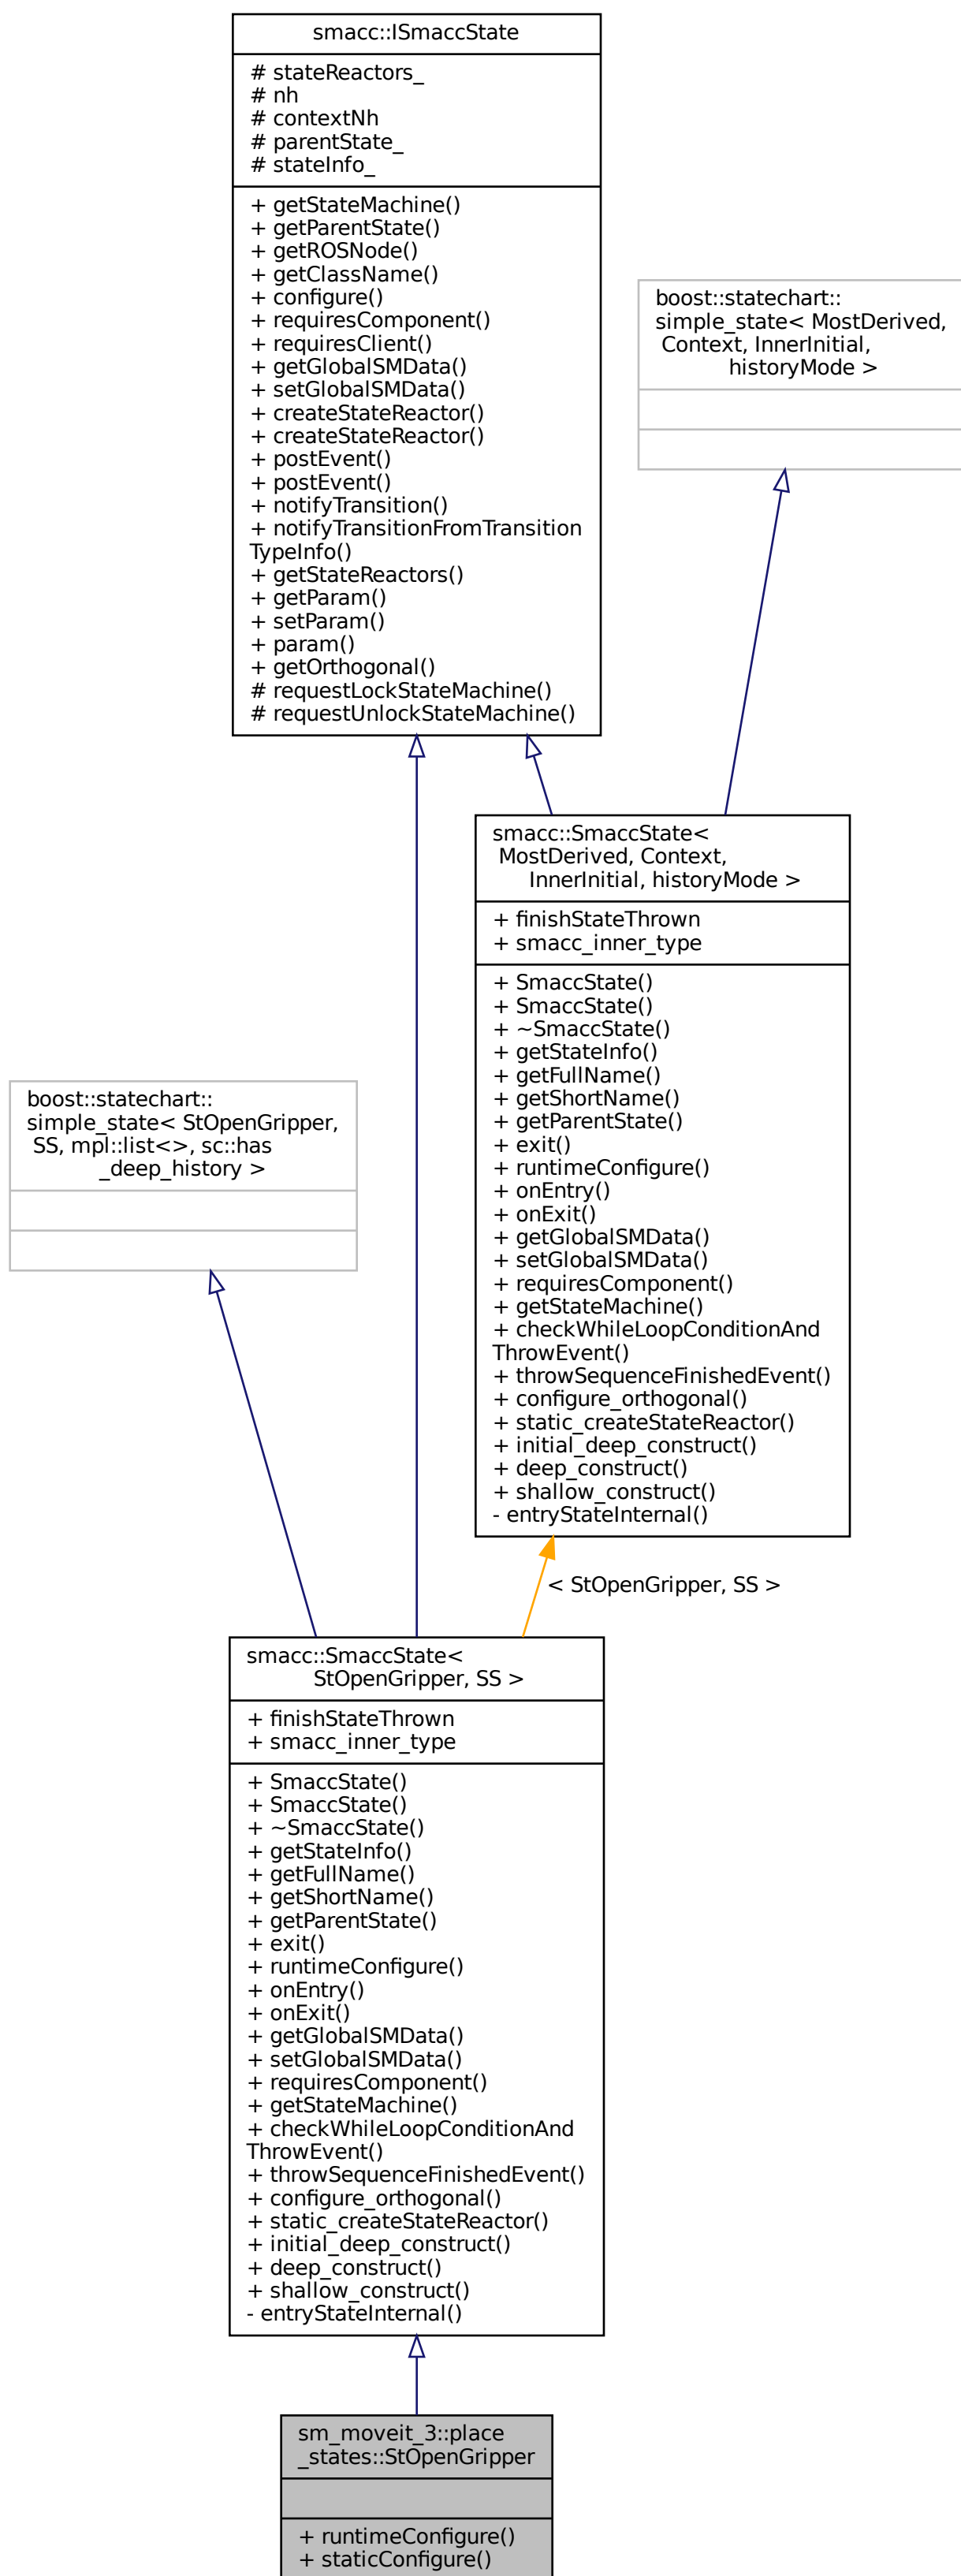 smacc::ISmaccState
# stateReactors_
# nh
# contextNh
# parentState_
# stateInfo_
+ getStateMachine()
+ getParentState()
+ getROSNode()
+ getClassName()
+ configure()
+ requiresComponent()
+ requiresClient()
+ getGlobalSMData()
+ setGlobalSMData()
+ createStateReactor()
+ createStateReactor()
+ postEvent()
+ postEvent()
+ notifyTransition()
+ notifyTransitionFromTransition
TypeInfo()
+ getStateReactors()
+ getParam()
+ setParam()
+ param()
+ getOrthogonal()
# requestLockStateMachine()
# requestUnlockStateMachine()
boost::statechart::
simple_state< MostDerived,
Context, InnerInitial,
historyMode >
smacc::SmaccState<
MostDerived, Context,
InnerInitial, historyMode >
+ finishStateThrown
+ smacc_inner_type
+ SmaccState()
+ SmaccState()
+ ~SmaccState()
+ getStateInfo()
+ getFullName()
+ getShortName()
+ getParentState()
+ exit()
+ runtimeConfigure()
+ onEntry()
+ onExit()
+ getGlobalSMData()
+ setGlobalSMData()
+ requiresComponent()
+ getStateMachine()
+ checkWhileLoopConditionAnd
ThrowEvent()
+ throwSequenceFinishedEvent()
+ configure_orthogonal()
+ static_createStateReactor()
+ initial_deep_construct()
+ deep_construct()
+ shallow_construct()
- entryStateInternal()
boost::statechart::
simple_state< StOpenGripper,
SS, mpl::list<>, sc::has
_deep_history >
< StOpenGripper, SS >
smacc::SmaccState<
StOpenGripper, SS >
+ finishStateThrown
+ smacc_inner_type
+ SmaccState()
+ SmaccState()
+ ~SmaccState()
+ getStateInfo()
+ getFullName()
+ getShortName()
+ getParentState()
+ exit()
+ runtimeConfigure()
+ onEntry()
+ onExit()
+ getGlobalSMData()
+ setGlobalSMData()
+ requiresComponent()
+ getStateMachine()
+ checkWhileLoopConditionAnd
ThrowEvent()
+ throwSequenceFinishedEvent()
+ configure_orthogonal()
+ static_createStateReactor()
+ initial_deep_construct()
+ deep_construct()
+ shallow_construct()
- entryStateInternal()
sm_moveit_3::place
_states::StOpenGripper
+ runtimeConfigure()
+ staticConfigure()